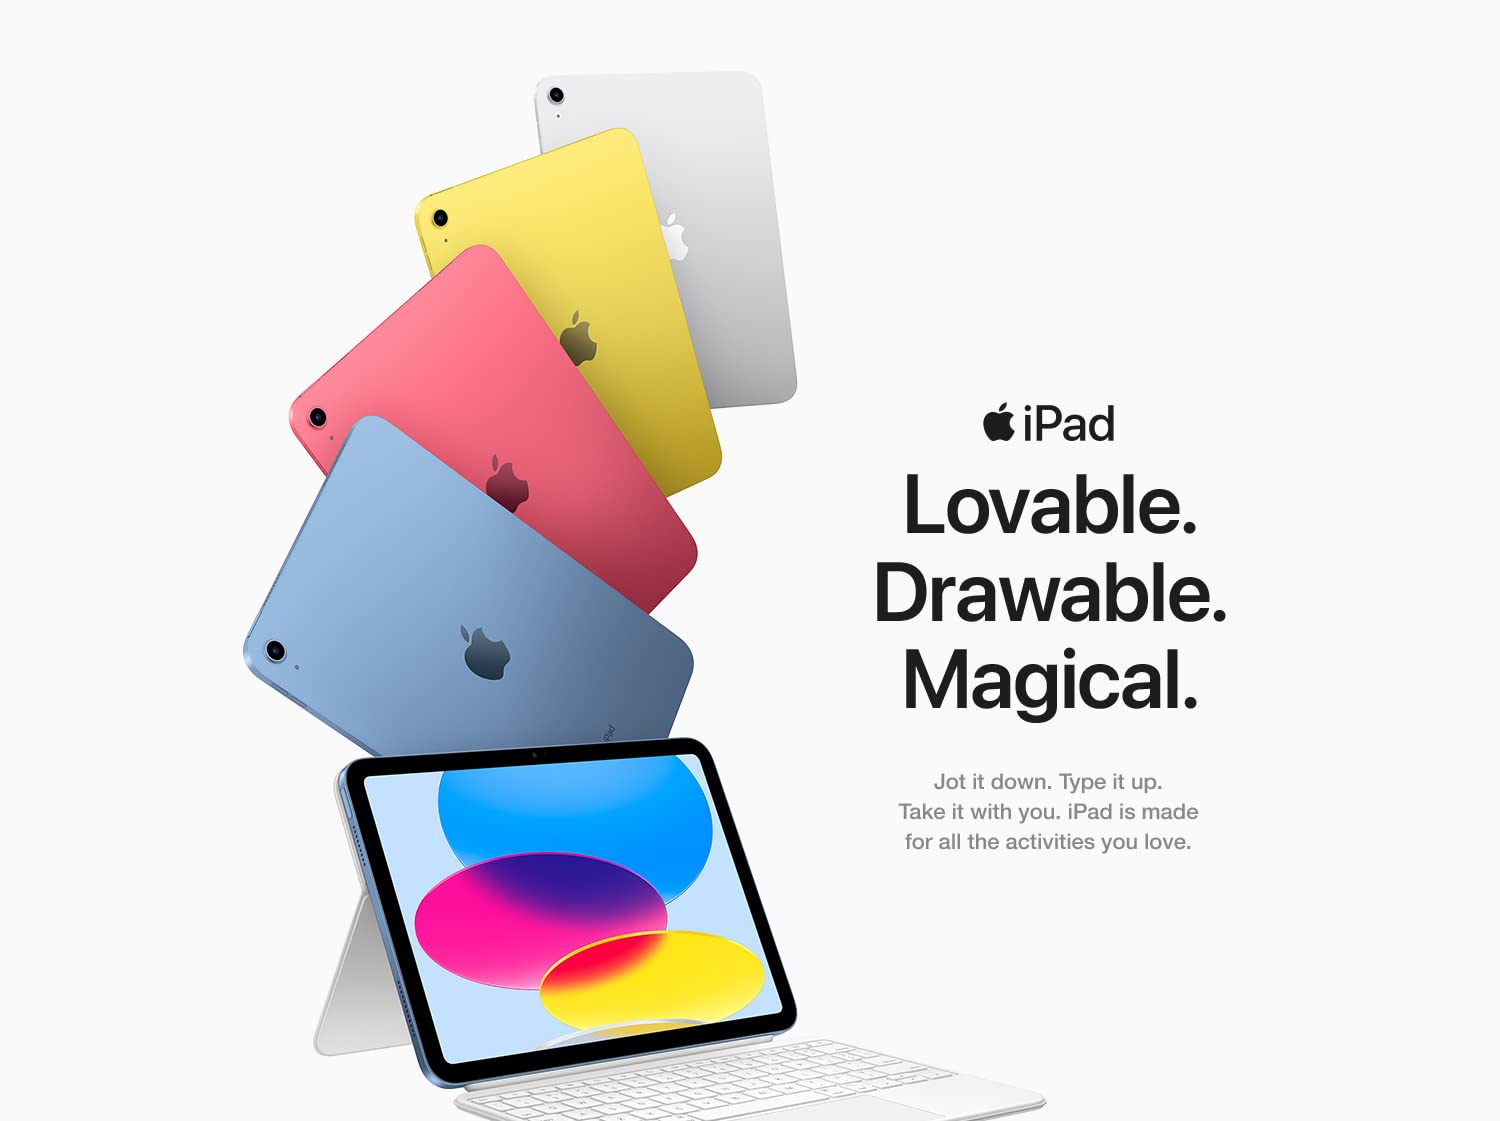 iPad
Lovable.
Drawable.
Magical.
Jot it down. Type it up.
Take it with you. iPad is made
for all the activities you love.
iPad